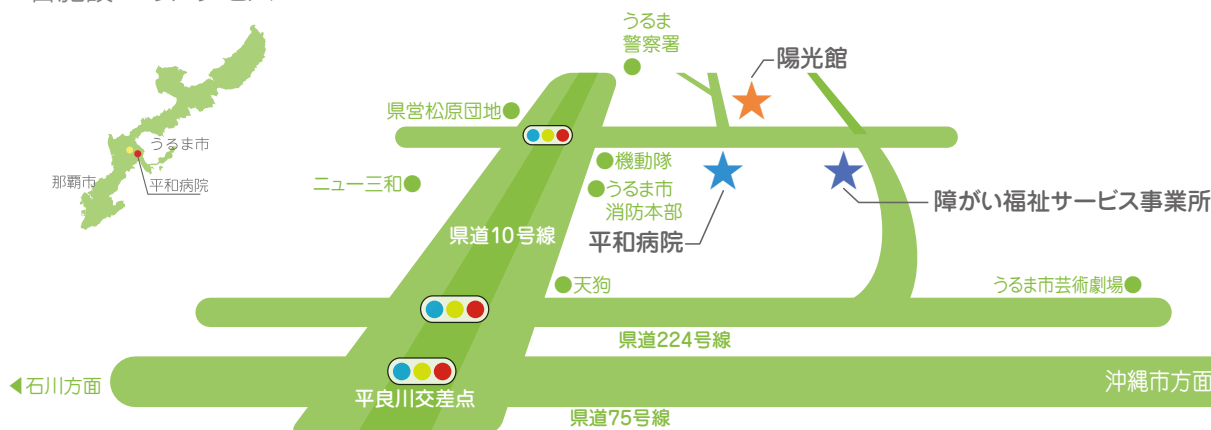 うるま
警察署
陽光館
県営松原団地
うるま市
機動隊
那覇市
平和病院
ニュー三和
うるま市
消防本部
障がい福祉サービス事業所
県道10号線
平和病院
天狗
うるま市芸術劇場
県道224号線
石川方面
平良川交差点
沖縄市方面
県道75号線